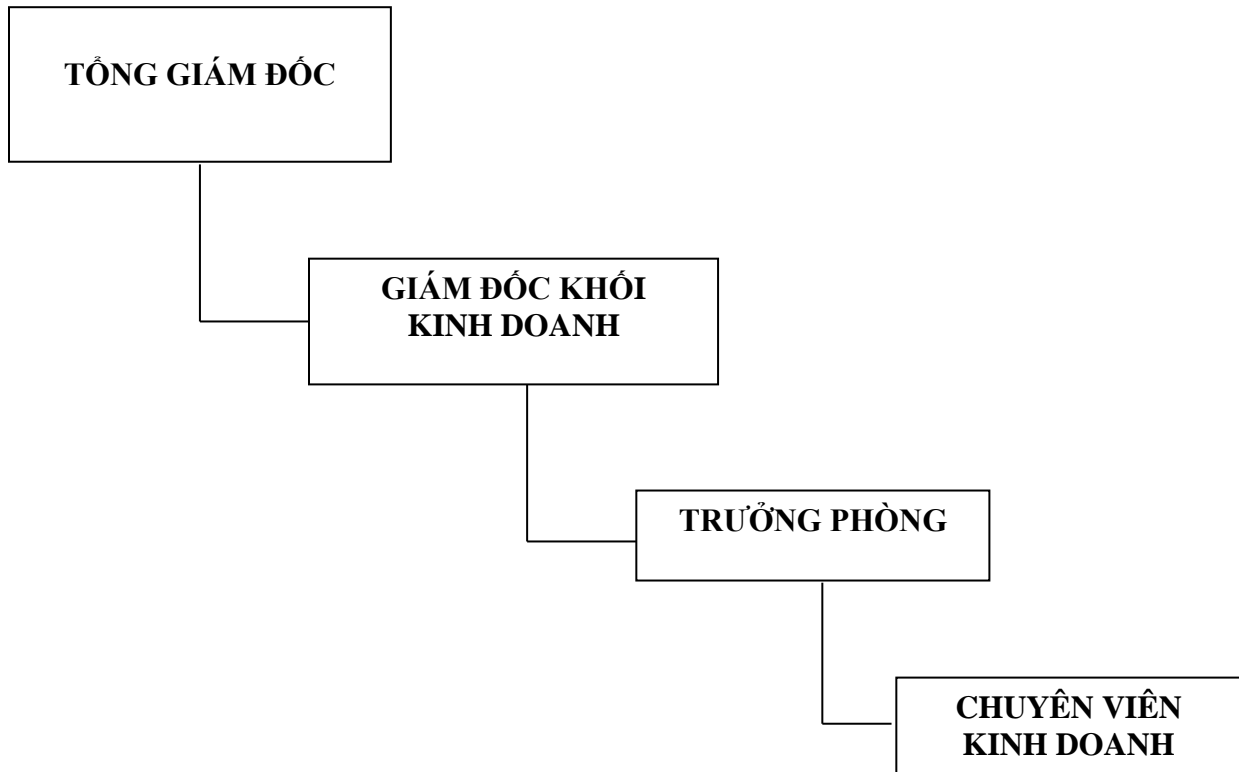 TỔNG GIÁM ĐỐC
GIÁM ĐỐC KHỐI
KINH DOANH
TRƯỞNG PHÒNG
CHUYÊN VIÊN
KINH DOANH